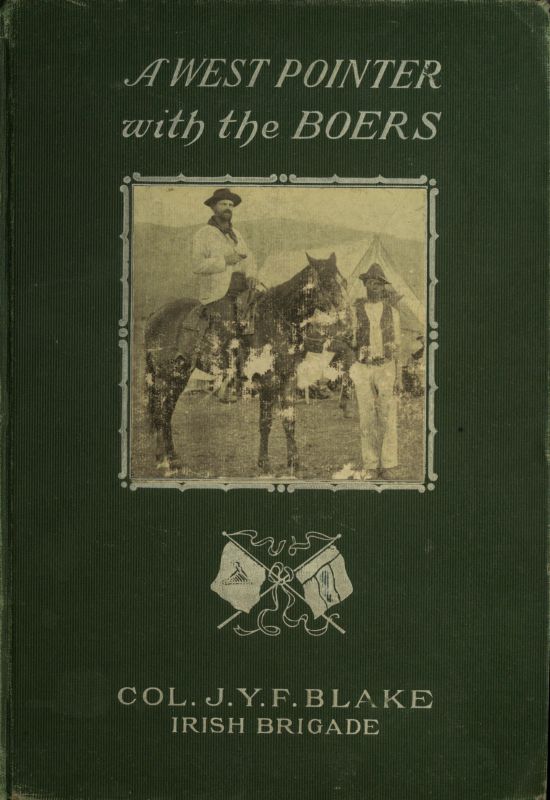 A WEST POINTER
with the BOERS
COL. J.Y.F. BLAKE
IRISH BRIGADE